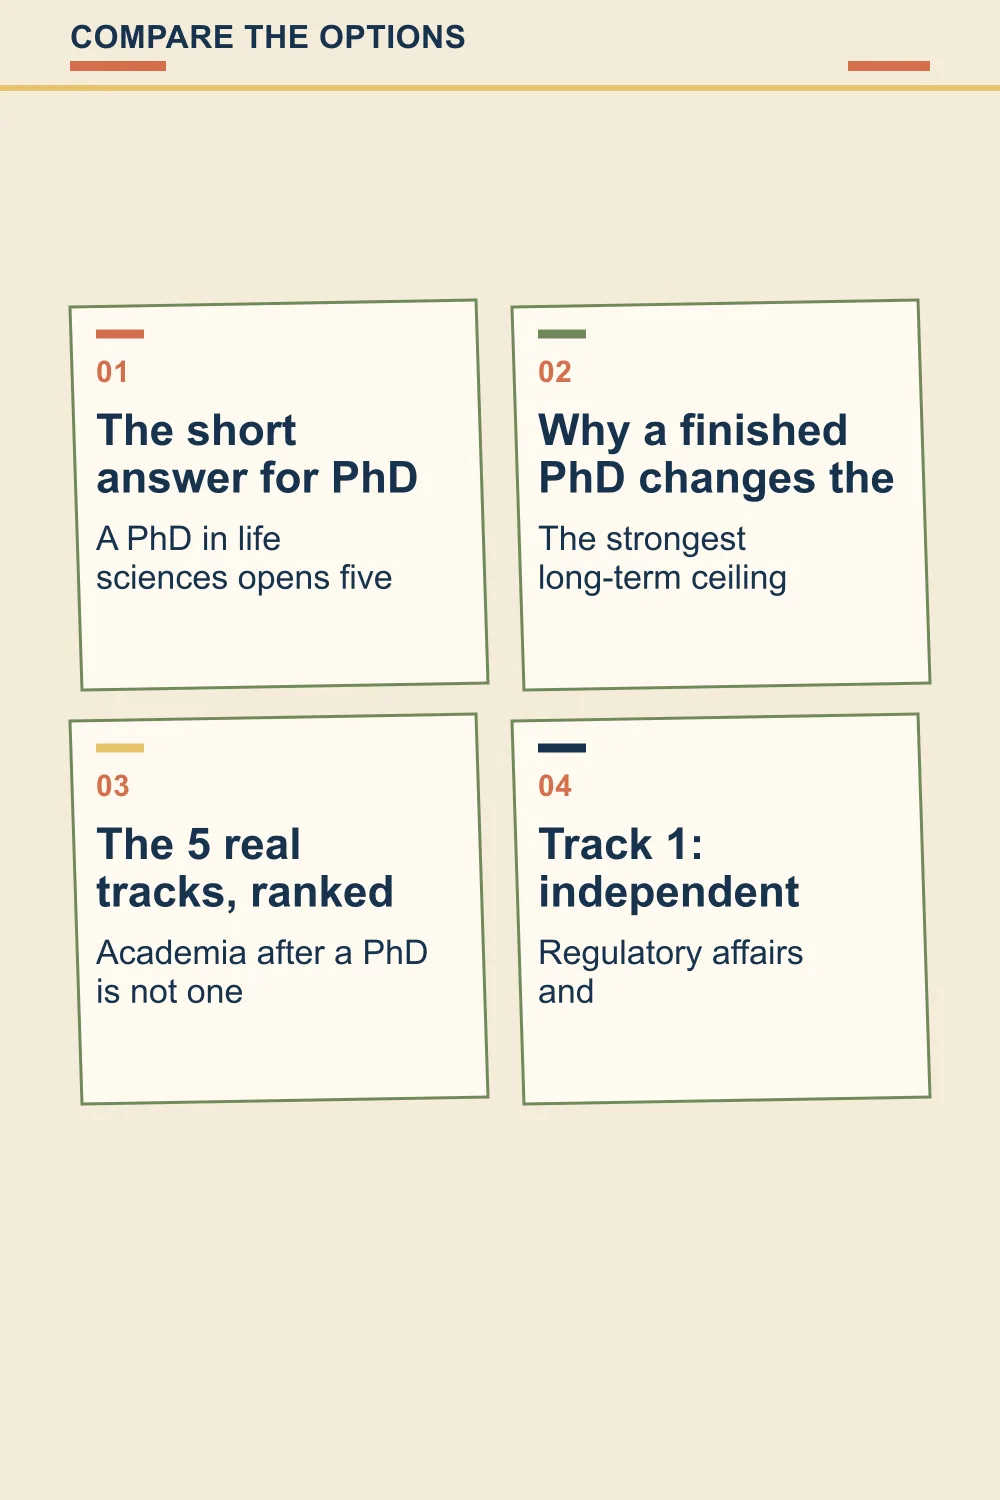 COMPARE THE OPTIONS
01
The short
answer for PhD
A PhD in life
sciences opens five
02
Why a finished
PhD changes the
The strongest
long-term ceiling
03
The 5 real
tracks, ranked
Academia after a PhD
is not one
04
Track 1:
independent
Regulatory affairs
and